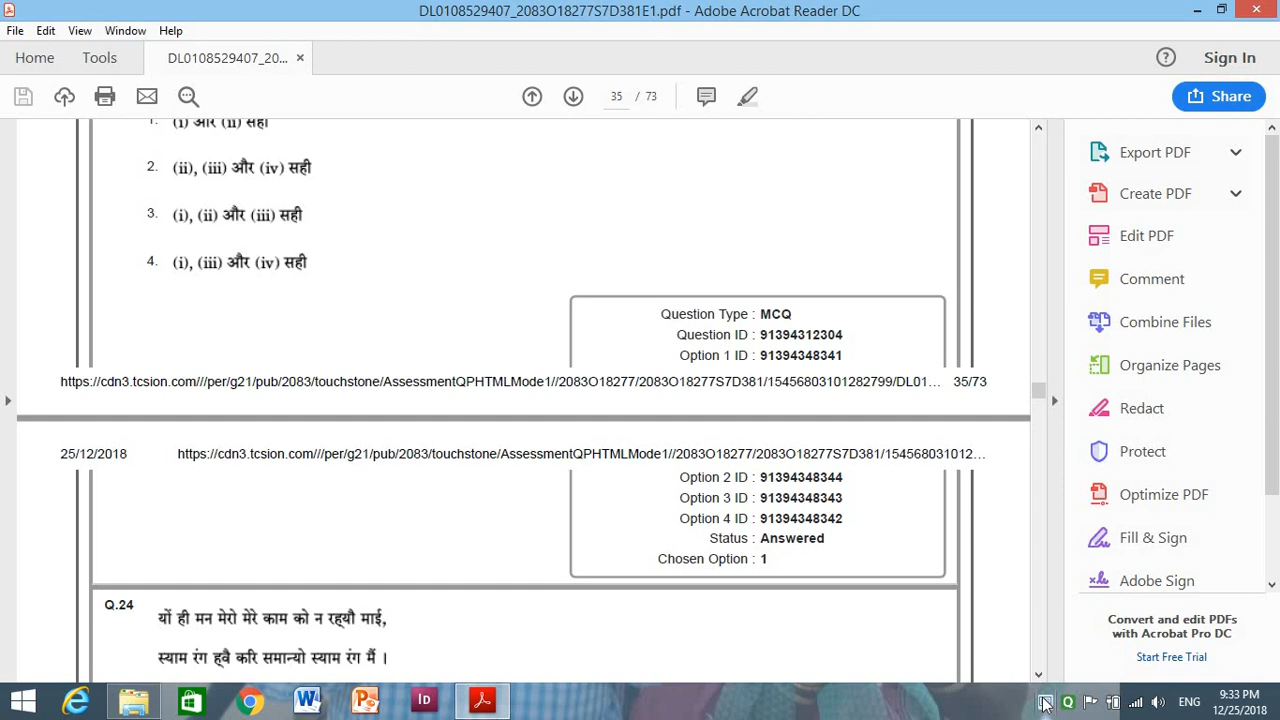 DL0108529407_2083O18277S7D381E1.pdf - Adobe Acrobat Reader DC
File Edit View Window Help
Home Tools DL0108529407_20... × Sign In
35 / 73 Share
1. (i) और (ii) सही
2. (ii), (iii) और (iv) सही
3. (i), (ii) और (iii) सही
4. (i), (iii) और (iv) सही
Question Type : MCQ
Question ID : 91394312304
Option 1 ID : 91394348341
https://cdn3.tcsion.com///per/g21/pub/2083/touchstone/AssessmentQPHTMLMode1//2083O18277/2083O18277S7D381/15456803101282799/DL01... 35/73
25/12/2018 https://cdn3.tcsion.com///per/g21/pub/2083/touchstone/AssessmentQPHTMLMode1//2083O18277/2083O18277S7D381/154568031012...
Option 2 ID : 91394348344
Option 3 ID : 91394348343
Option 4 ID : 91394348342
Status : Answered
Chosen Option : 1
Q.24
यों ही मन मेरो मेरे काम को न रह्यौ माई,
स्याम रंग ह्वै करि समान्यो स्याम रंग मैं ।
Export PDF
Create PDF
Edit PDF
Comment
Combine Files
Organize Pages
Redact
Protect
Optimize PDF
Fill & Sign
Adobe Sign
Convert and edit PDFs
with Acrobat Pro DC
Start Free Trial
ENG
9:33 PM
12/25/2018